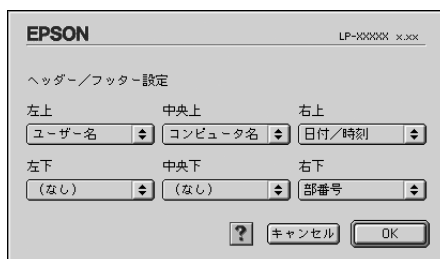 EPSON LP-XXXXX x.xx
ヘッダー/フッター設定
左上 中央上 右上
ユーザー名 コンピュータ名 日付/時刻
左下 中央下 右下
(なし) (なし) 部番号
? キャンセル OK